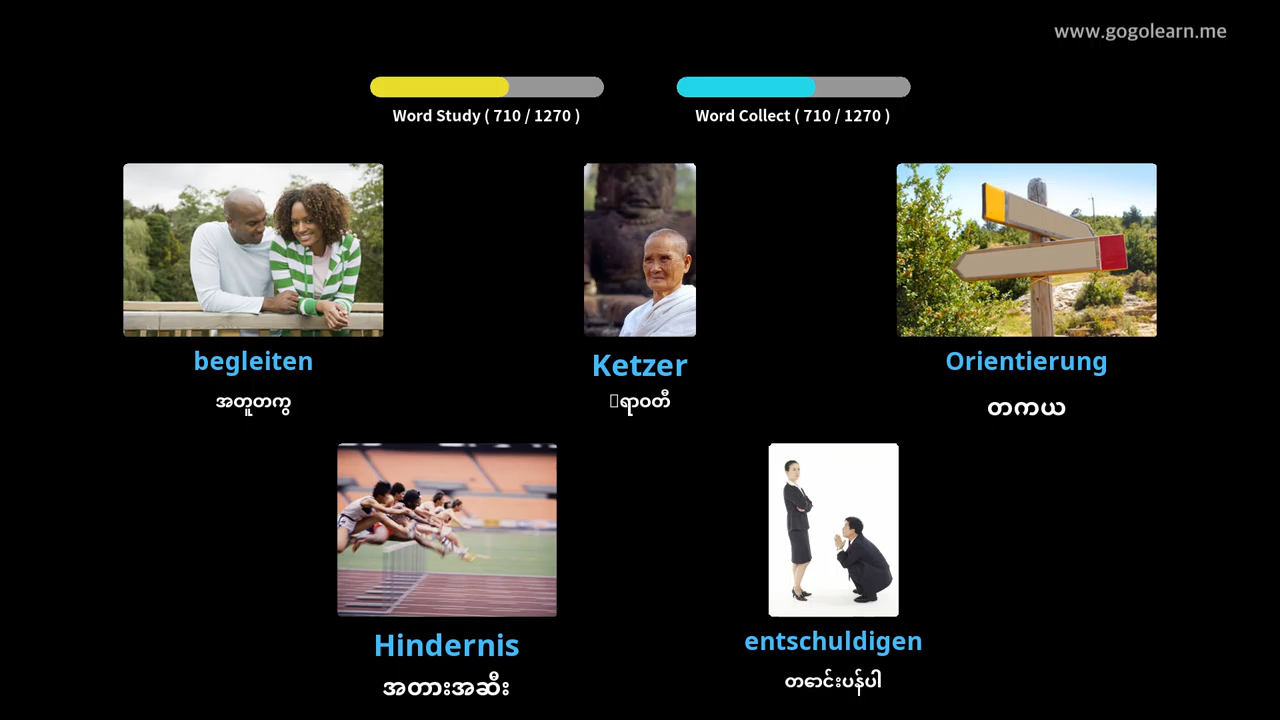 www.gogolearn.me
Word Study ( 710 / 1270 )
Word Collect ( 710 / 1270 )
begleiten
Ketzer
Orientierung
အတူတကွ
ရာဝတီ
တကယ
Hindernis
entschuldigen
အတားအဆီး
တောင်းပန်ပါ